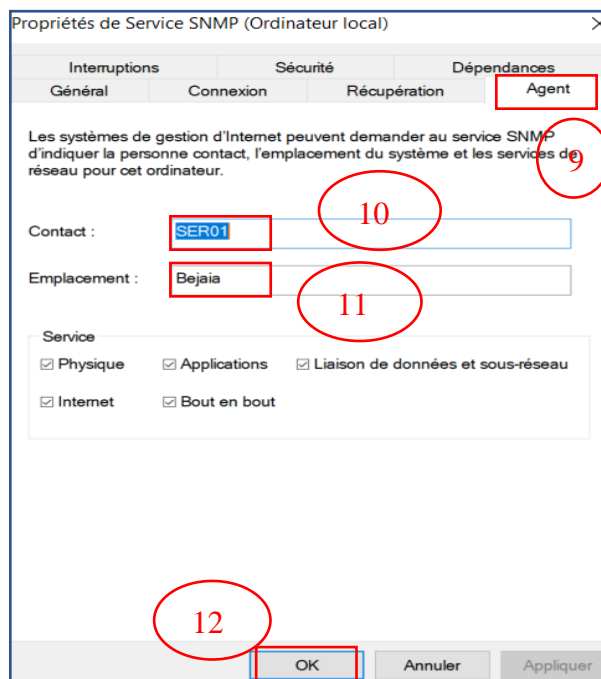 Propriétés de Service SNMP (Ordinateur local)
Interruptions Sécurité Dépendances
Général Connexion Récupération Agent
Les systèmes de gestion d'Internet peuvent demander au service SNMP
d'indiquer la personne contact, l'emplacement du système et les services de
réseau pour cet ordinateur.
9
10
Contact : SER01
Emplacement : Bejaia
11
Service
Physique Applications Liaison de données et sous-réseau
Internet Bout en bout
12
OK Annuler Appliquer